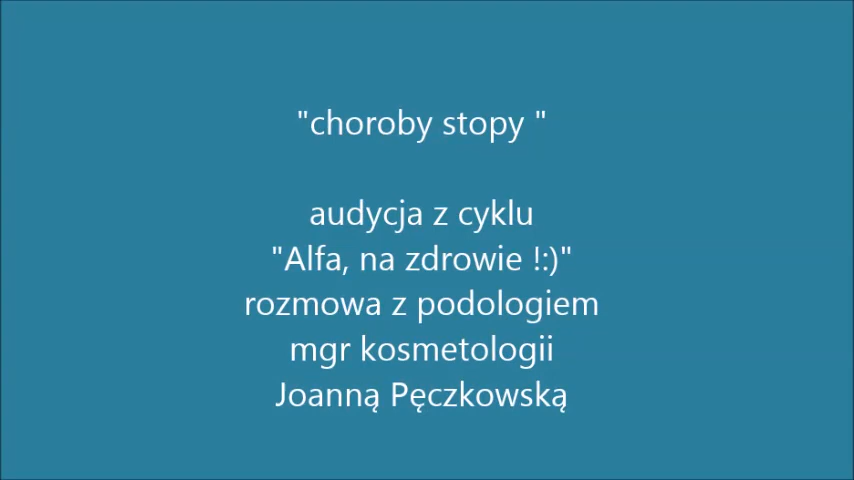 "choroby stopy "
audycja z cyklu
"Alfa, na zdrowie !:)"
rozmowa z podologiem
mgr kosmetologii
Joanną Pęczkowską